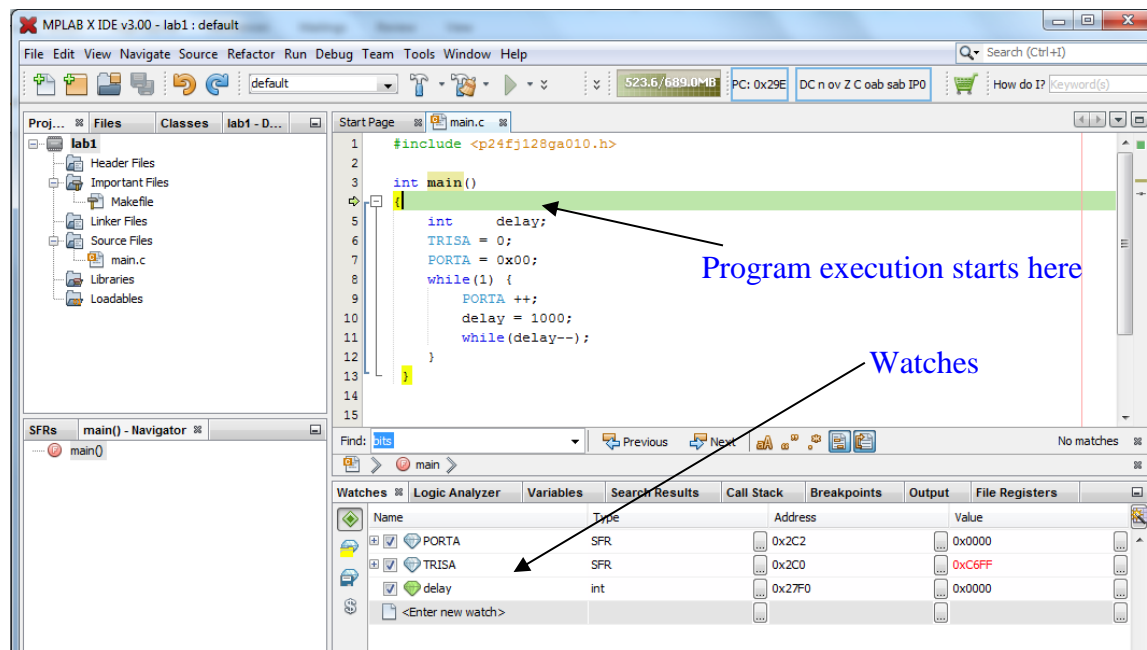 MPLAB X IDE v3.00 - lab1 : default
File Edit View Navigate Source Refactor Run Debug Team Tools Window Help
Search (Ctrl+I)
default
523.6/689.0MB
PC: 0x29E
DC n ov Z C oab sab IP0
How do I? Keyword(s)
Proj... Files Classes lab1 - D...
lab1
Header Files
Important Files
Makefile
Linker Files
Source Files
main.c
Libraries
Loadables
Start Page main.c
1 #include <p24fj128ga010.h>
2
3 int main()
{
5 int delay;
6 TRISA = 0;
7 PORTA = 0x00;
8 while(1) {
9 PORTA ++;
10 delay = 1000;
11 while(delay--);
12 }
13 }
14
15
Program execution starts here
Watches
SFRs main() - Navigator
main()
Find: bits Previous Next No matches
main
Watches Logic Analyzer Variables Search Results Call Stack Breakpoints Output File Registers
Name Type Address Value
PORTA SFR ... 0x2C2 ... 0x0000 ...
TRISA SFR ... 0x2C0 ... 0xC6FF ...
delay int ... 0x27F0 ... 0x0000 ...
<Enter new watch> ... ... ...